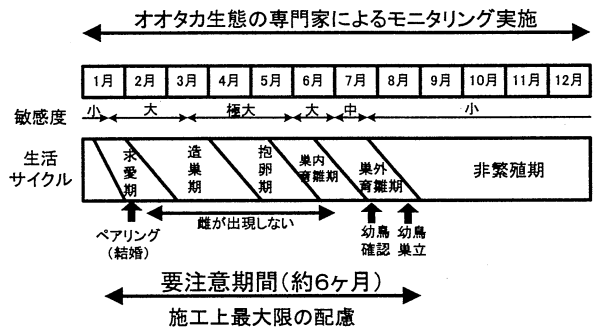 オオタカ生態の専門家によるモニタリング実施
1月 2月 3月 4月 5月 6月 7月 8月 9月 10月 11月 12月
敏感度 小 大 極大 大 中 小
生活
サイクル
求愛期
造巣期
抱卵期
巣内
育雛期
巣外
育雛期
非繁殖期
ペアリング
(結婚)
雌が出現しない
幼鳥
確認
幼鳥
巣立
要注意期間(約6ヶ月)
施工上最大限の配慮